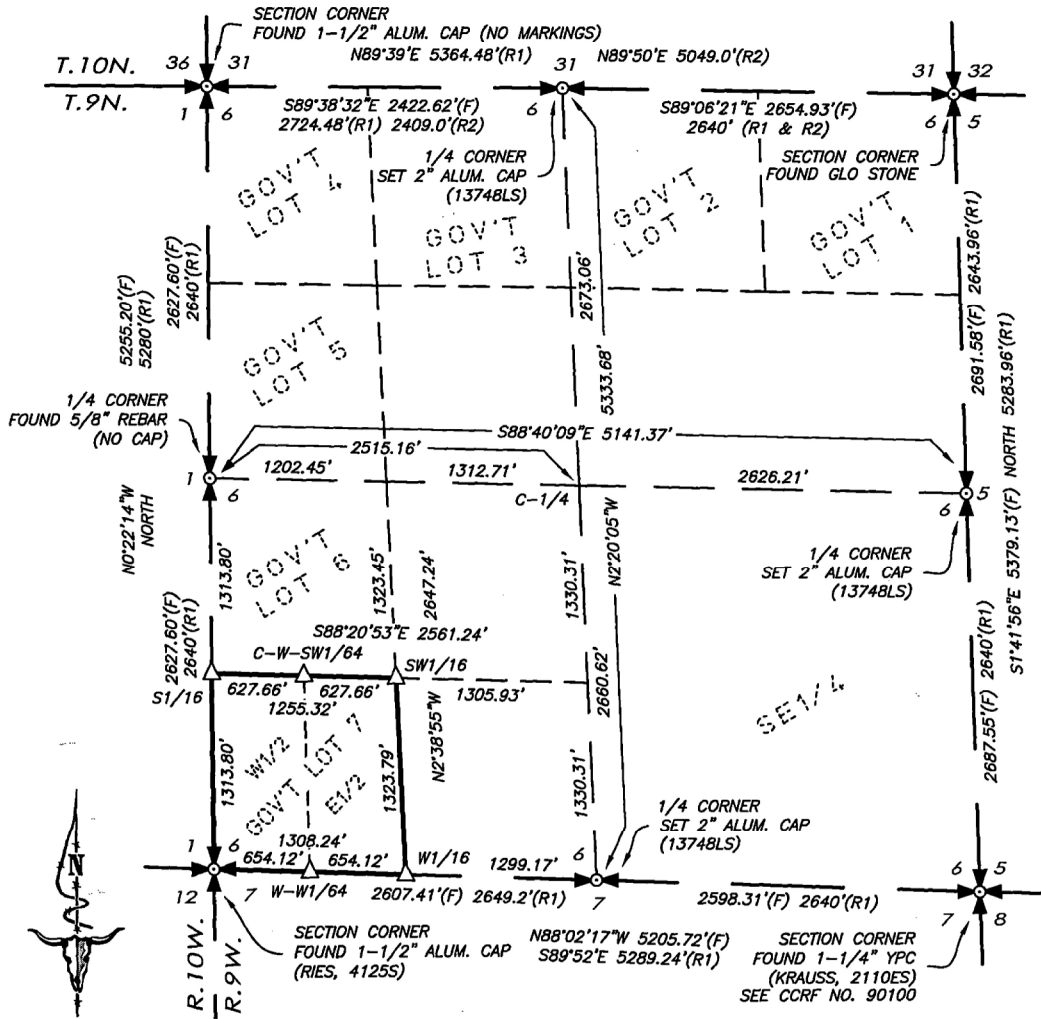 SECTION CORNER
FOUND 1-1/2" ALUM. CAP (NO MARKINGS)
N89°39'E 5364.48'(R1)
N89°50'E 5049.0'(R2)
T.10N.
36
31
31
31
32
T.9N.
1
6
S89°38'32"E 2422.62'(F)
2724.48'(R1) 2409.0'(R2)
6
S89°06'21"E 2654.93'(F)
2640' (R1 & R2)
6
5
1/4 CORNER
SET 2" ALUM. CAP
(13748LS)
SECTION CORNER
FOUND GLO STONE
GOV'T
LOT 4
GOV'T
LOT 3
GOV'T
LOT 2
GOV'T
LOT 1
5255.20'(F)
5280'(R1)
2627.60'(F)
2640'(R1)
2673.06'
5333.68'
2643.96'(R1)
2691.58'(F)
NORTH 5283.96'(R1)
S1°41'56"E 5379.13'(F)
GOV'T
LOT 5
1/4 CORNER
FOUND 5/8" REBAR
(NO CAP)
S88°40'09"E 5141.37'
2515.16'
1202.45'
1312.71'
2626.21'
1
6
C-1/4
6
5
N0°22'14"W
NORTH
1/4 CORNER
SET 2" ALUM. CAP
(13748LS)
GOV'T
LOT 6
1313.80'
1323.45'
2647.24'
1330.31'
N2°20'05"W
2627.60'(F)
2640'(R1)
S88°20'53"E 2561.24'
C-W-SW1/64
SW1/16
S1/16
627.66'
627.66'
1305.93'
1255.32'
2660.62'
SE1/4
2640'(R1)
2687.55'(F)
1313.80'
W1/2
GOV'T LOT 7
E1/2
1323.79'
N2°38'55"W
1330.31'
1/4 CORNER
SET 2" ALUM. CAP
(13748LS)
1
6
1308.24'
654.12'
654.12'
W1/16
1299.17'
6
6
5
12
7
W-W1/64
2607.41'(F) 2649.2'(R1)
7
2598.31'(F) 2640'(R1)
7
8
N
R.10W.
R.9W.
SECTION CORNER
FOUND 1-1/2" ALUM. CAP
(RIES, 4125S)
N88°02'17"W 5205.72'(F)
S89°52'E 5289.24'(R1)
SECTION CORNER
FOUND 1-1/4" YPC
(KRAUSS, 2110ES)
SEE CCRF NO. 90100